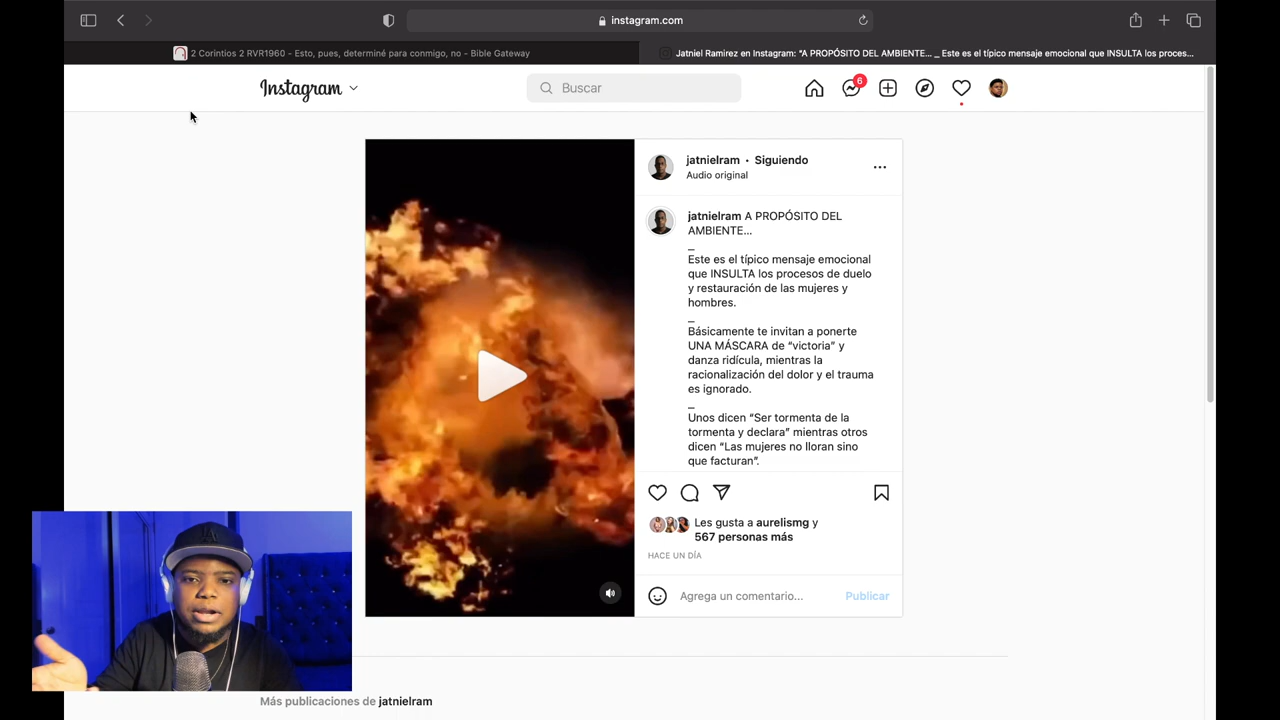 instagram.com
2 Corintios 2 RVR1960 - Esto, pues, determiné para conmigo, no - Bible Gateway
Jatniel Ramirez en Instagram: “A PROPÓSITO DEL AMBIENTE... _ Este es el típico mensaje emocional que INSULTA los proces...
Instagram
Buscar
6
jatnielram • Siguiendo
Audio original
jatnielram A PROPÓSITO DEL
AMBIENTE...
_
Este es el típico mensaje emocional
que INSULTA los procesos de duelo
y restauración de las mujeres y
hombres.
_
Básicamente te invitan a ponerte
UNA MÁSCARA de “victoria” y
danza ridícula, mientras la
racionalización del dolor y el trauma
es ignorado.
_
Unos dicen “Ser tormenta de la
tormenta y declara” mientras otros
dicen “Las mujeres no lloran sino
que facturan”.
Les gusta a aurelismg y
567 personas más
HACE UN DÍA
Agrega un comentario...
Publicar
Más publicaciones de jatnielram